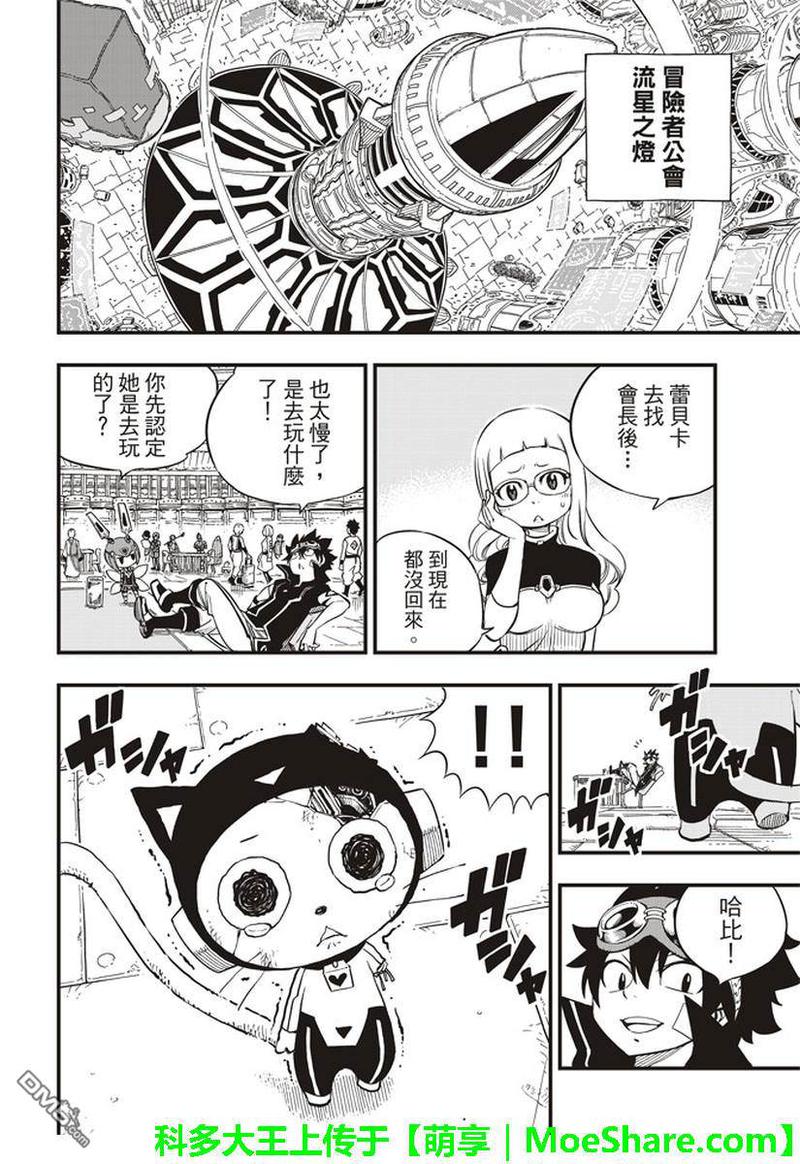 冒險者公會
流星之燈
蕾貝卡
去找
會長後…
到現在
都沒回來。
也太慢了，
是去玩什麼
了！
你先認定
她是去玩
的了？
ガシャ
哈比！
!!
ガシャ
ガシャ
DM5.com
科多大王上传于【萌享｜MoeShare.com】